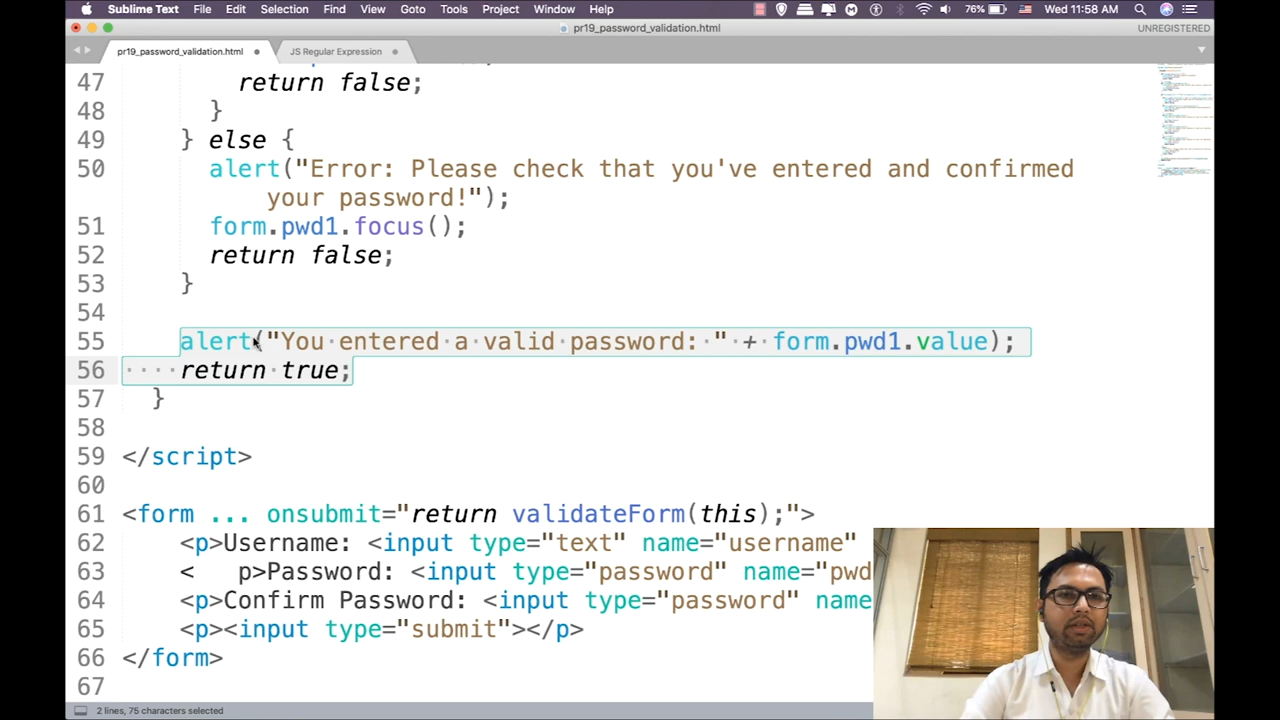 Sublime Text File Edit Selection Find View Goto Tools Project Window Help 76% Wed 11:58 AM
pr19_password_validation.html UNREGISTERED
pr19_password_validation.html JS Regular Expression
47 return false;
48 }
49 } else {
50 alert("Error: Please check that you've entered and confirmed
your password!");
51 form.pwd1.focus();
52 return false;
53 }
54
55 alert("You entered a valid password: " + form.pwd1.value);
56 return true;
57 }
58
59 </script>
60
61 <form ... onsubmit="return validateForm(this);">
62 <p>Username: <input type="text" name="username"
63 < p>Password: <input type="password" name="pwd
64 <p>Confirm Password: <input type="password" name
65 <p><input type="submit"></p>
66 </form>
67
2 lines, 75 characters selected